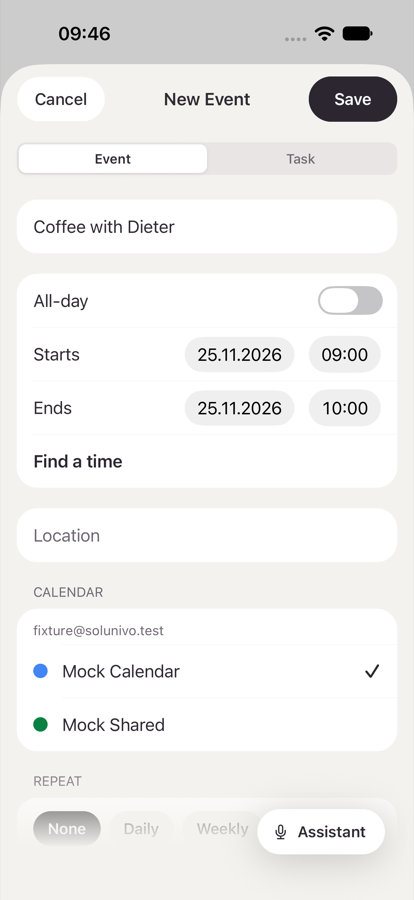 09:46
Cancel New Event Save
Event Task
Coffee with Dieter
All-day
Starts 25.11.2026 09:00
Ends 25.11.2026 10:00
Find a time
Location
CALENDAR
fixture@solunivo.test
Mock Calendar
Mock Shared
REPEAT
None Daily Weekly
Assistant